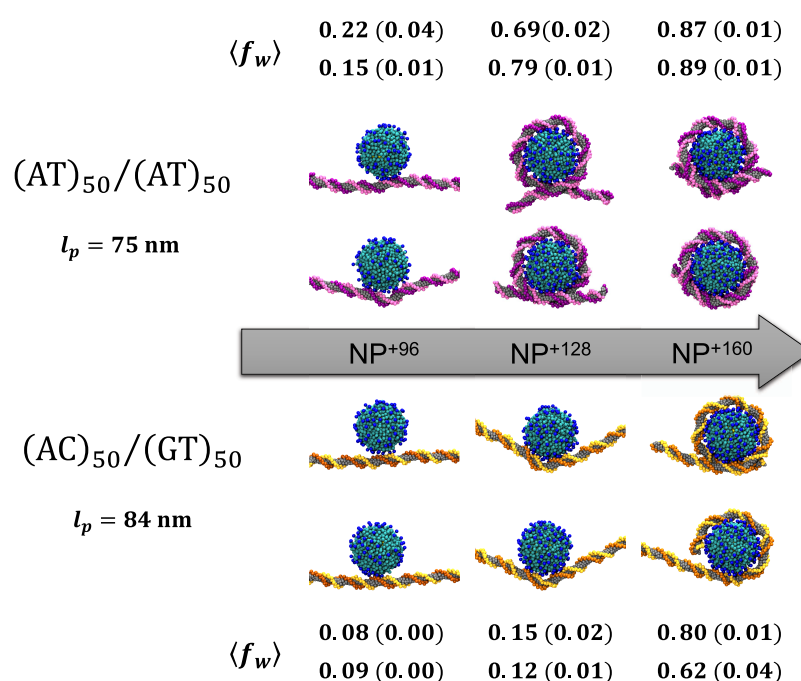 0.22 (0.04) 0.69(0.02) 0.87 (0.01)
⟨f_w⟩
0.15 (0.01) 0.79 (0.01) 0.89 (0.01)
(AT)₅₀/(AT)₅₀
l_p = 75 nm
NP⁺⁹⁶ NP⁺¹²⁸ NP⁺¹⁶⁰
(AC)₅₀/(GT)₅₀
l_p = 84 nm
0.08 (0.00) 0.15 (0.02) 0.80 (0.01)
⟨f_w⟩
0.09 (0.00) 0.12 (0.01) 0.62 (0.04)